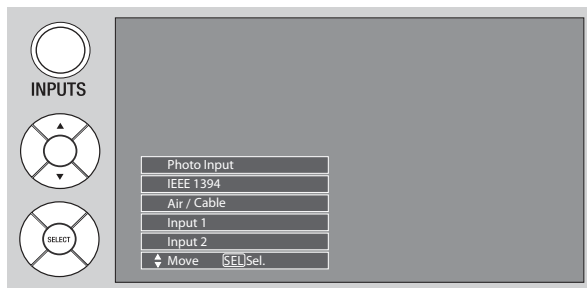 INPUTS
SELECT
Photo Input
IEEE 1394
Air / Cable
Input 1
Input 2
Move SEL Sel.